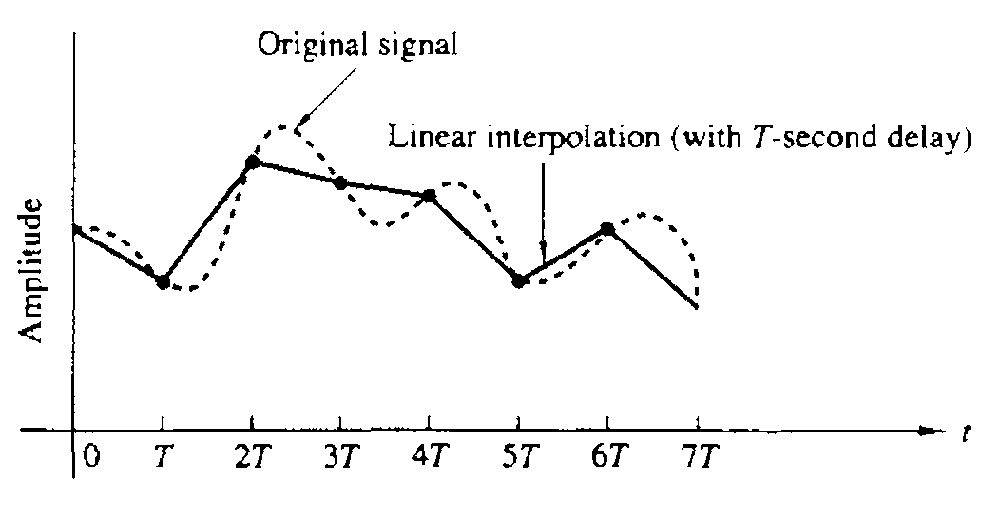 Original signal
Linear interpolation (with T-second delay)
Amplitude
0 T 2T 3T 4T 5T 6T 7T t